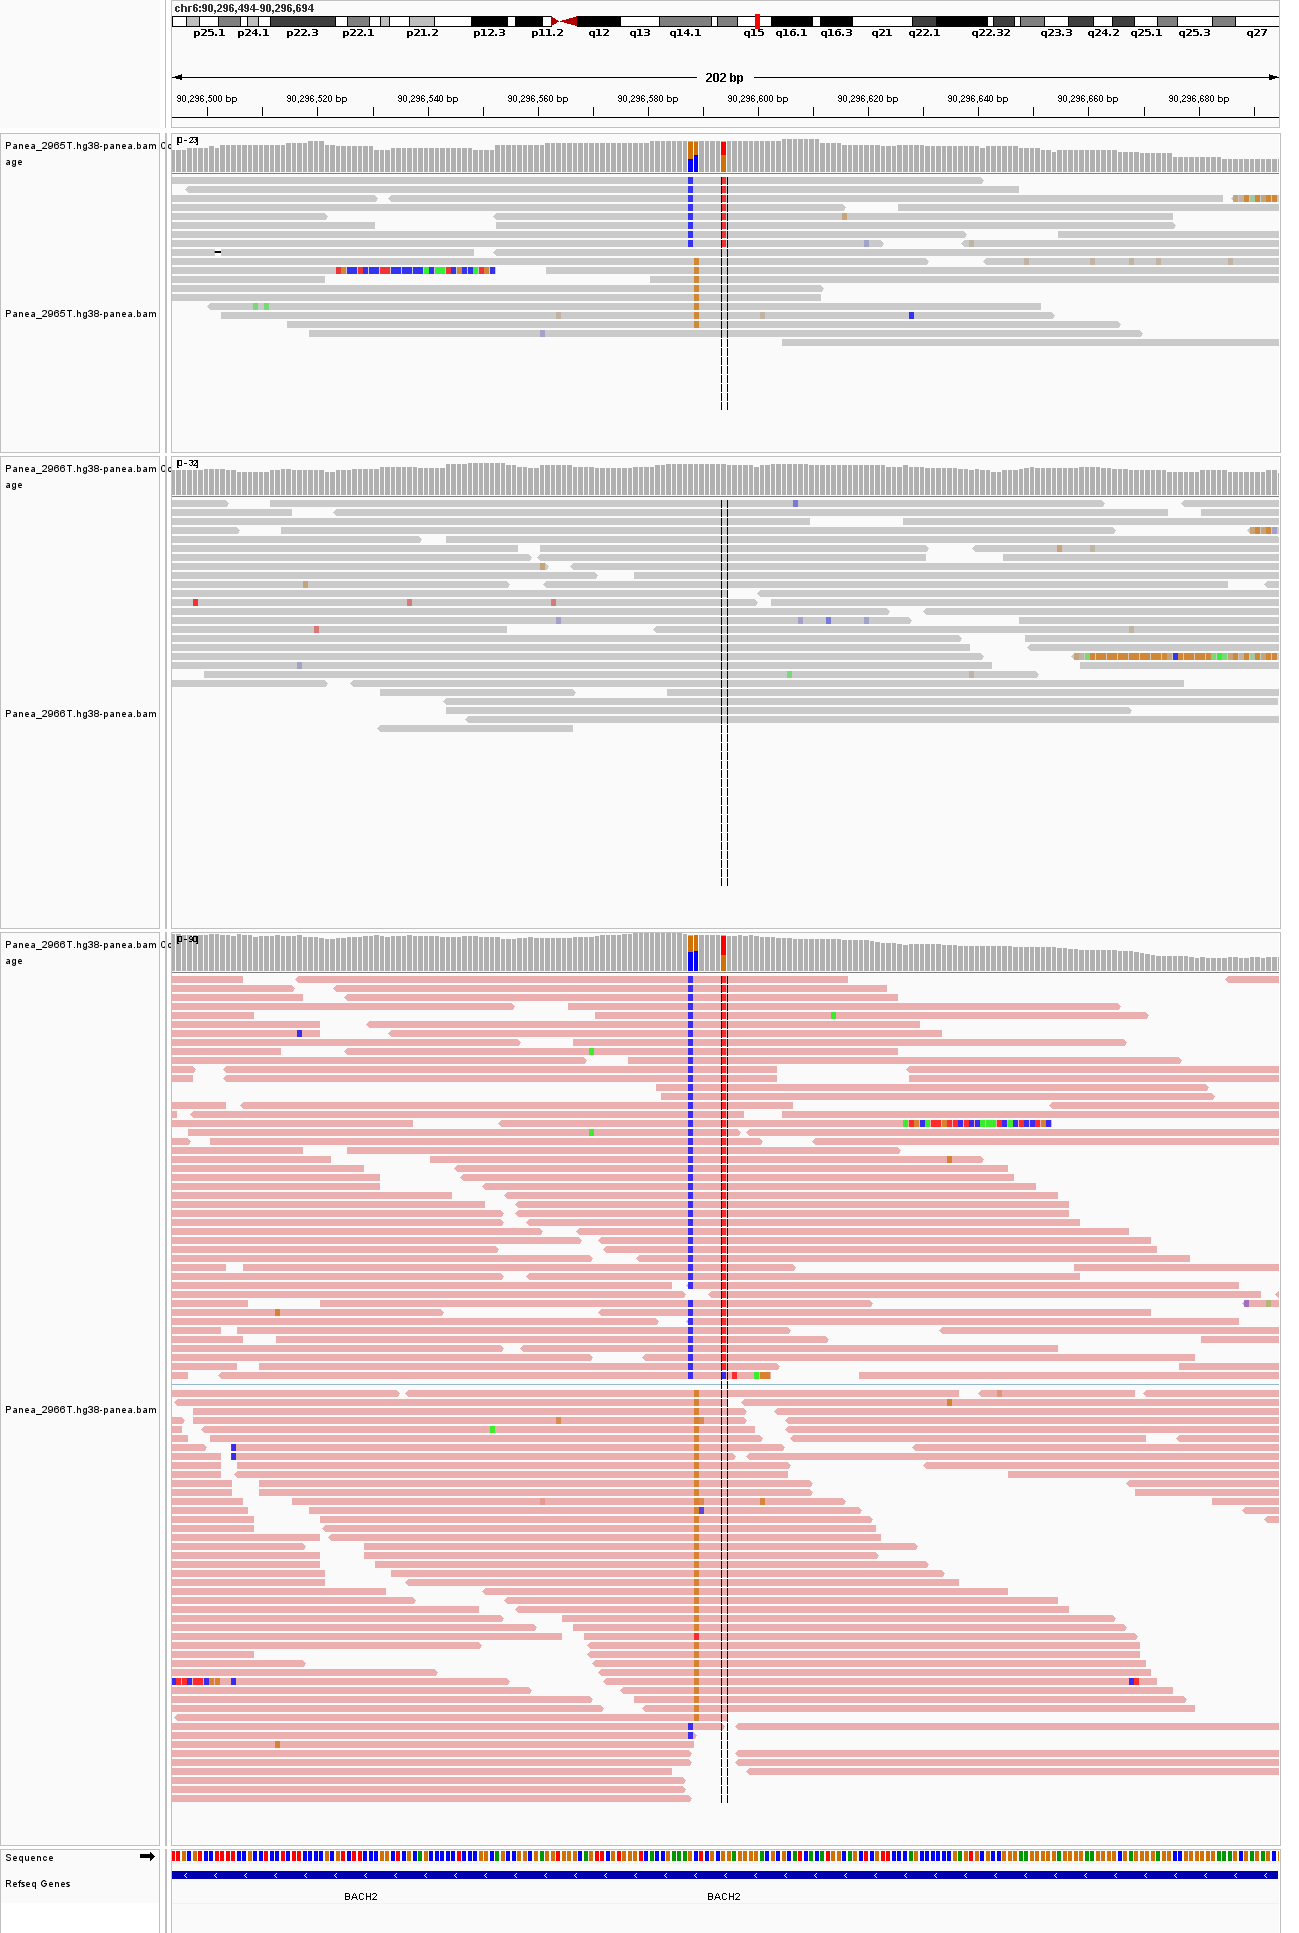 chr6:90,296,494-90,296,694
p25.1 p24.1 p22.3 p22.1 p21.2 p12.3 p11.2 q12 q13 q14.1 q15 q16.1 q16.3 q21 q22.1 q22.32 q23.3 q24.2 q25.1 q25.3 q27
202 bp
90,296,500 bp 90,296,520 bp 90,296,540 bp 90,296,560 bp 90,296,580 bp 90,296,600 bp 90,296,620 bp 90,296,640 bp 90,296,660 bp 90,296,680 bp
Panea_2965T.hg38-panea.bam Co
age
[0-23]
Panea_2965T.hg38-panea.bam
Panea_2966T.hg38-panea.bam Co
age
[0-32]
Panea_2966T.hg38-panea.bam
Panea_2966T.hg38-panea.bam Co
age
[0-90]
Panea_2966T.hg38-panea.bam
Sequence
Refseq Genes
BACH2 BACH2